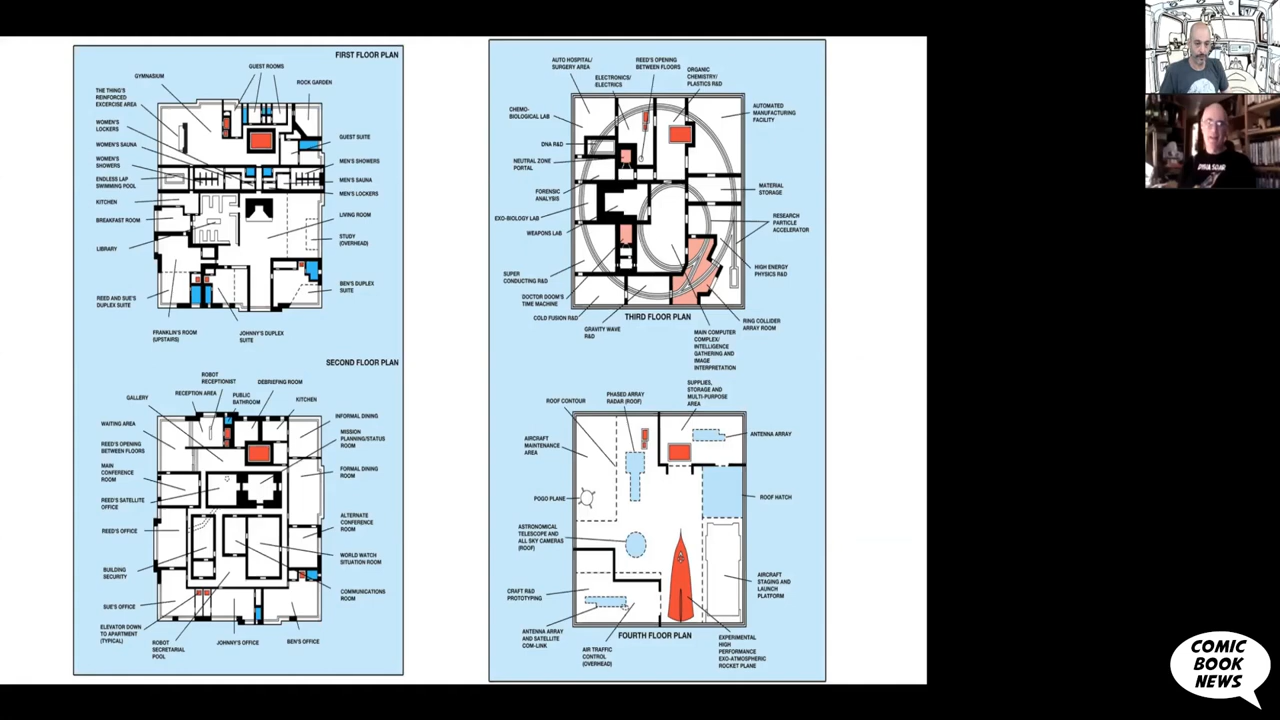 FIRST FLOOR PLAN
GUEST ROOMS
GYMNASIUM
ROCK GARDEN
THE THING'S
REINFORCED
EXCERCISE AREA
WOMEN'S
LOCKERS
GUEST SUITE
WOMEN'S SAUNA
WOMEN'S
SHOWERS
MEN'S SHOWERS
ENDLESS LAP
SWIMMING POOL
MEN'S SAUNA
MEN'S LOCKERS
KITCHEN
LIVING ROOM
BREAKFAST ROOM
STUDY
(OVERHEAD)
LIBRARY
BEN'S DUPLEX
SUITE
REED AND SUE'S
DUPLEX SUITE
FRANKLIN'S ROOM
(UPSTAIRS)
JOHNNY'S DUPLEX
SUITE
SECOND FLOOR PLAN
ROBOT
RECEPTIONIST
DEBRIEFING ROOM
RECEPTION AREA
PUBLIC
BATHROOM
GALLERY
KITCHEN
WAITING AREA
INFORMAL DINING
REED'S OPENING
BETWEEN FLOORS
MISSION
PLANNING/STATUS
ROOM
MAIN
CONFERENCE
ROOM
FORMAL DINING
ROOM
REED'S SATELLITE
OFFICE
ALTERNATE
CONFERENCE
ROOM
REED'S OFFICE
WORLD WATCH
SITUATION ROOM
BUILDING
SECURITY
COMMUNICATIONS
ROOM
SUE'S OFFICE
ELEVATOR DOWN
TO APARTMENT
(TYPICAL)
ROBOT
SECRETARIAL
POOL
JOHNNY'S OFFICE
BEN'S OFFICE
AUTO HOSPITAL/
SURGERY AREA
REED'S OPENING
BETWEEN FLOORS
ELECTRONICS/
ELECTRICS
ORGANIC
CHEMISTRY/
PLASTICS R&D
CHEMO-
BIOLOGICAL LAB
AUTOMATED
MANUFACTURING
FACILITY
DNA R&D
NEUTRAL ZONE
PORTAL
MATERIAL
STORAGE
FORENSIC
ANALYSIS
EXO-BIOLOGY LAB
RESEARCH
PARTICLE
ACCELERATOR
WEAPONS LAB
SUPER
CONDUCTING R&D
HIGH ENERGY
PHYSICS R&D
DOCTOR DOOM'S
TIME MACHINE
COLD FUSION R&D
THIRD FLOOR PLAN
RING COLLIDER
ARRAY ROOM
GRAVITY WAVE
R&D
MAIN COMPUTER
COMPLEX/
INTELLIGENCE
GATHERING AND
IMAGE
INTERPRETATION
SUPPLIES,
STORAGE AND
MULTI-PURPOSE
AREA
PHASED ARRAY
RADAR (ROOF)
ROOF CONTOUR
ANTENNA ARRAY
AIRCRAFT
MAINTENANCE
AREA
POGO PLANE
ROOF HATCH
ASTRONOMICAL
TELESCOPE AND
ALL SKY CAMERAS
(ROOF)
AIRCRAFT
STAGING AND
LAUNCH
PLATFORM
CRAFT R&D
PROTOTYPING
FOURTH FLOOR PLAN
ANTENNA ARRAY
AND SATELLITE
COM-LINK
AIR TRAFFIC
CONTROL
(OVERHEAD)
EXPERIMENTAL
HIGH
PERFORMANCE
EXO-ATMOSPHERIC
ROCKET PLANE
COMIC
BOOK
NEWS